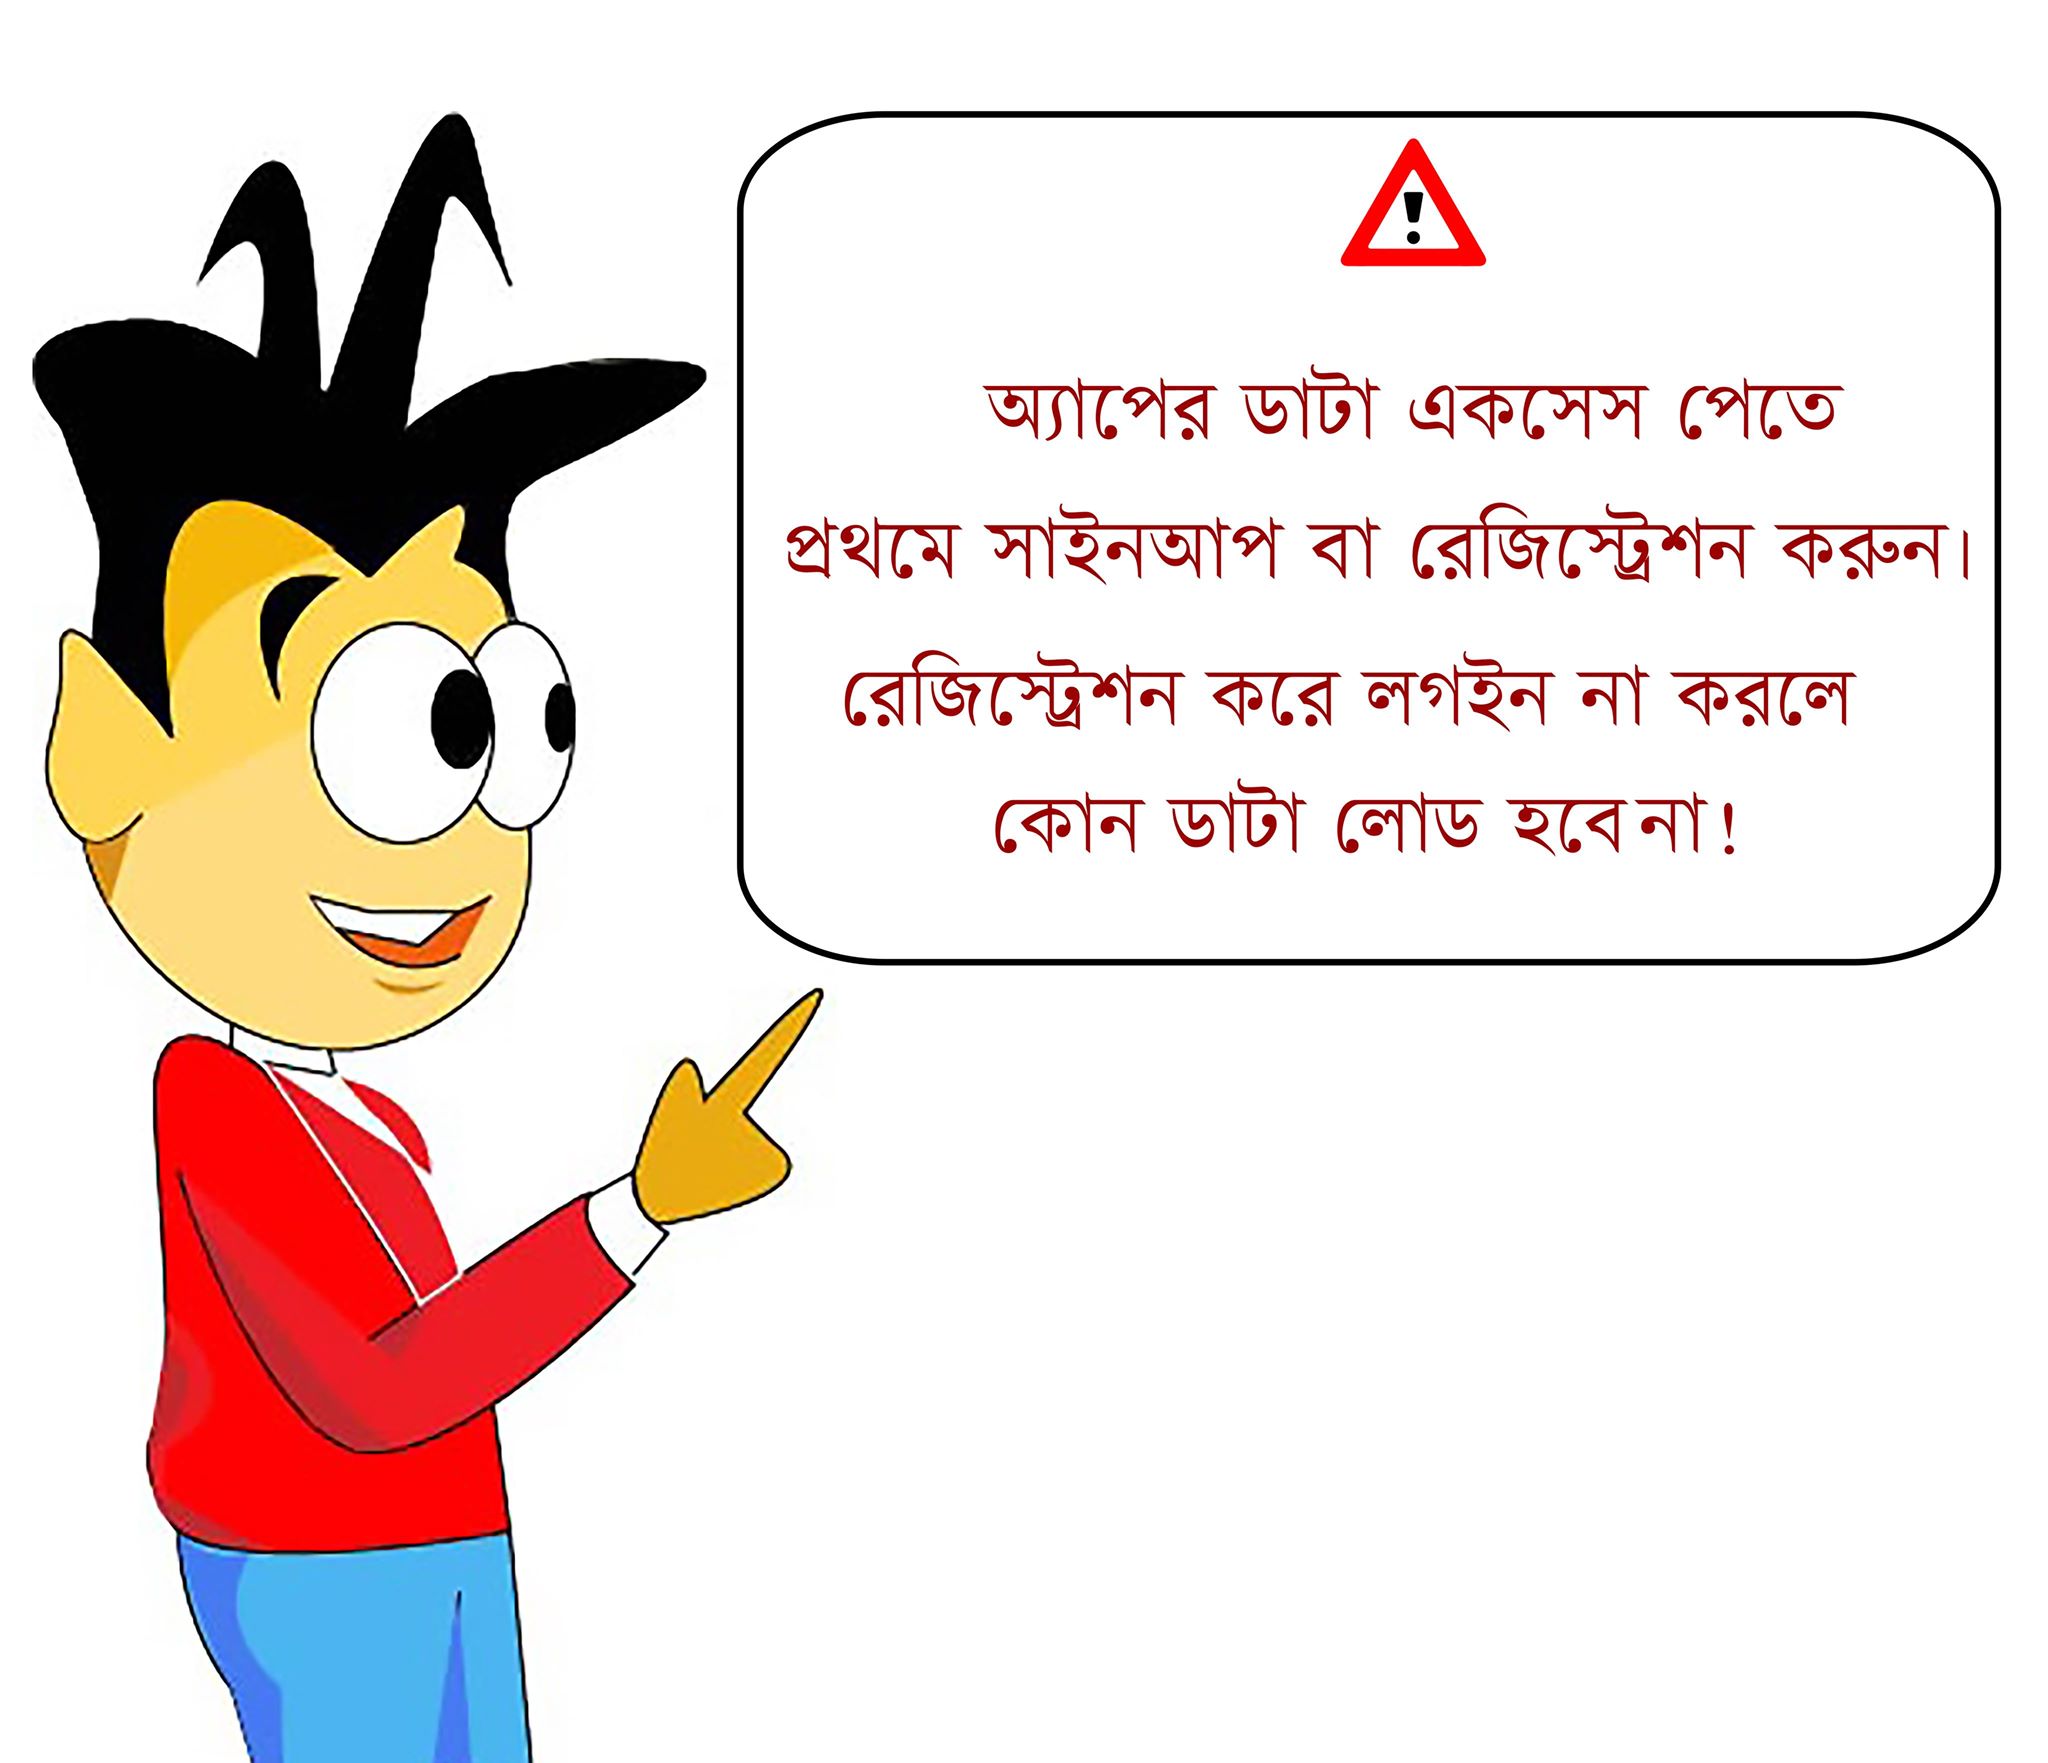 অ্যাপের ডাটা একসেস পেতে
প্রথমে সাইনআপ বা রেজিস্ট্রেশন করুন।
রেজিস্ট্রেশন করে লগইন না করলে
কোন ডাটা লোড হবে না!